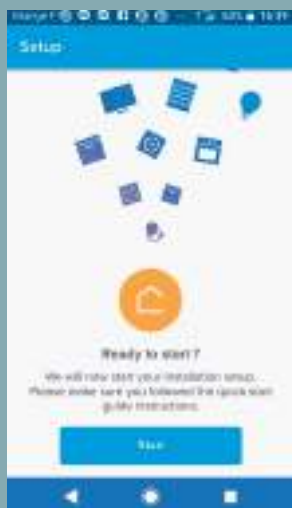 Setup
Ready to start ?
We will now start your installation setup.
Please make sure you followed the quick start
guide instructions.
Start